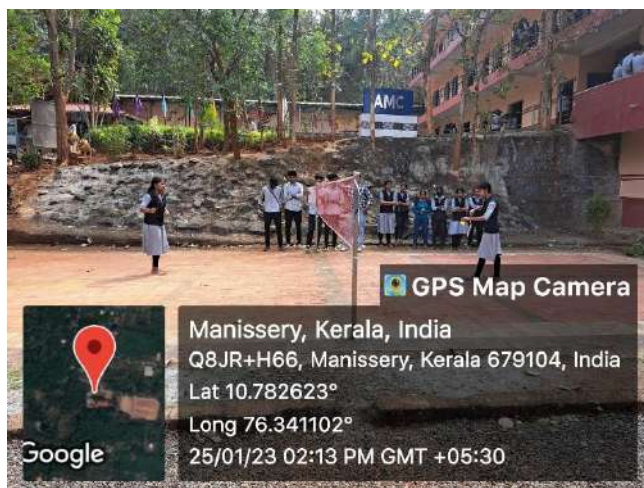 AMC
GPS Map Camera
Manissery, Kerala, India
Q8JR+H66, Manissery, Kerala 679104, India
Lat 10.782623°
Long 76.341102°
25/01/23 02:13 PM GMT +05:30
Google